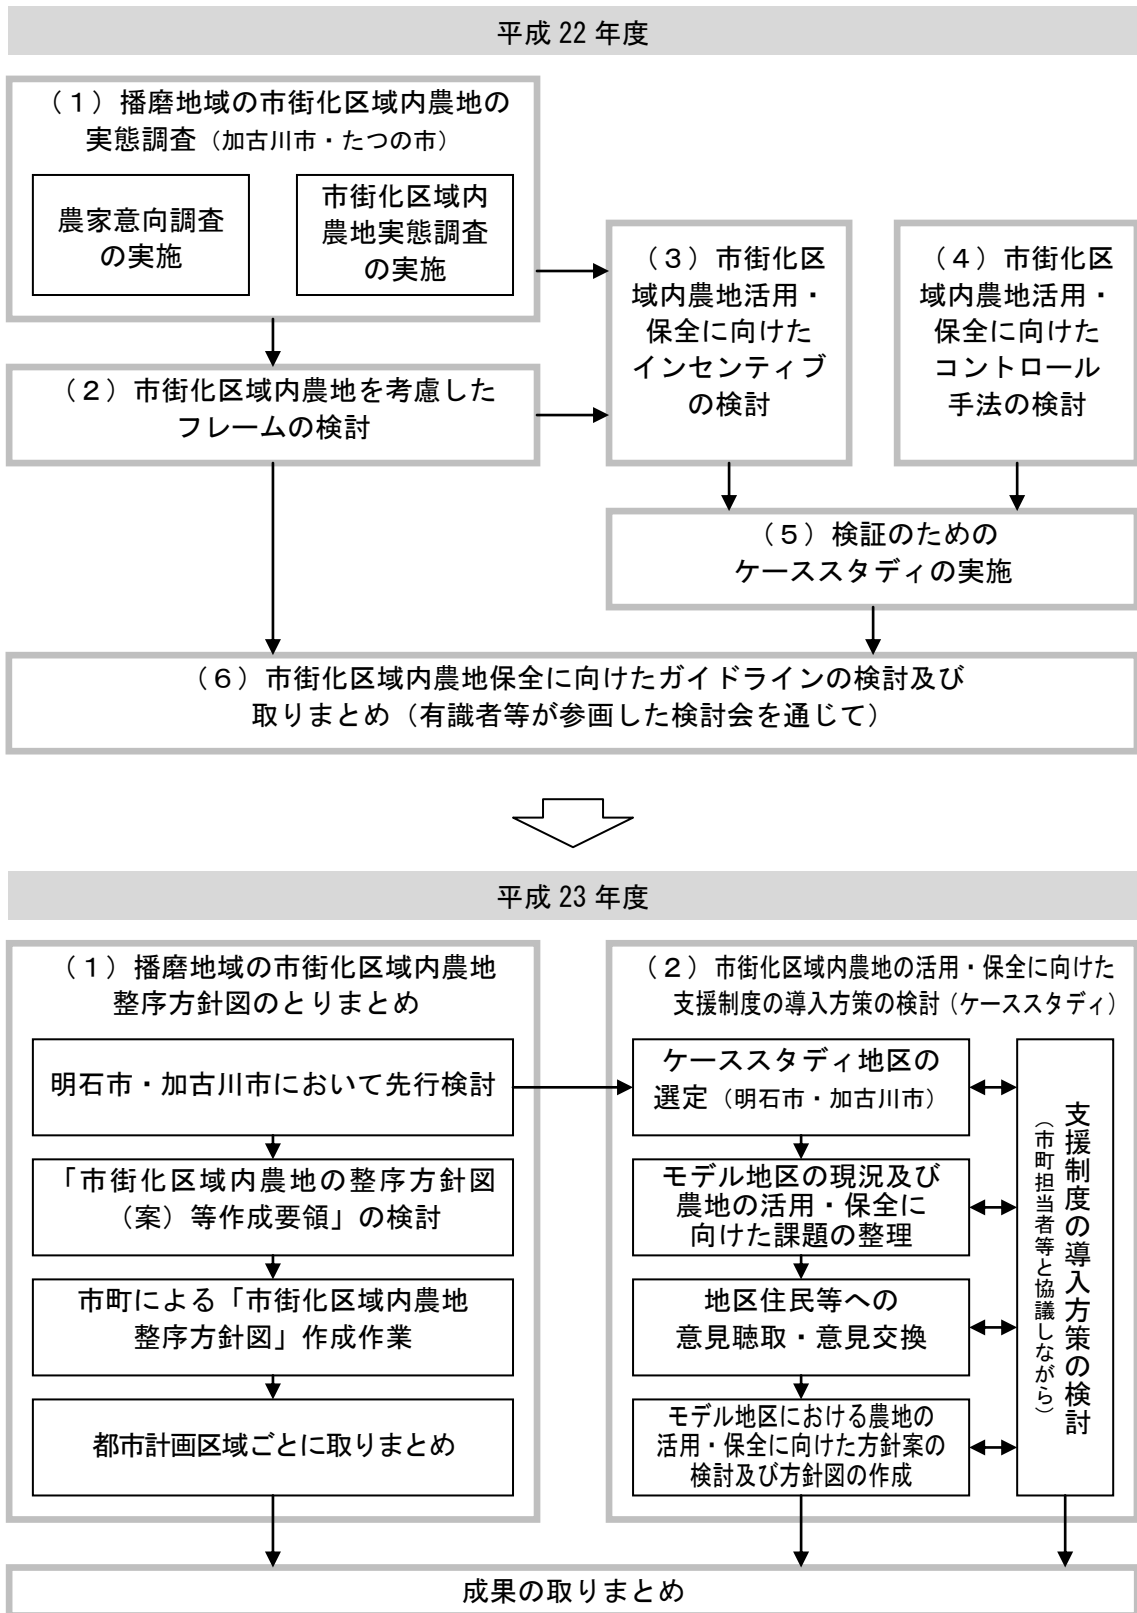 平成 22 年度
（１）播磨地域の市街化区域内農地の
実態調査（加古川市・たつの市）
農家意向調査
の実施
市街化区域内
農地実態調査
の実施
（２）市街化区域内農地を考慮した
フレームの検討
（３）市街化区
域内農地活用・
保全に向けた
インセンティブ
の検討
（４）市街化区
域内農地活用・
保全に向けた
コントロール
手法の検討
（５）検証のための
ケーススタディの実施
（６）市街化区域内農地保全に向けたガイドラインの検討及び
取りまとめ（有識者等が参画した検討会を通じて）
平成 23 年度
（１）播磨地域の市街化区域内農地
整序方針図のとりまとめ
明石市・加古川市において先行検討
「市街化区域内農地の整序方針図
（案）等作成要領」の検討
市町による「市街化区域内農地
整序方針図」作成作業
都市計画区域ごとに取りまとめ
（２）市街化区域内農地の活用・保全に向けた
支援制度の導入方策の検討（ケーススタディ）
ケーススタディ地区の
選定（明石市・加古川市）
モデル地区の現況及び
農地の活用・保全に
向けた課題の整理
地区住民等への
意見聴取・意見交換
モデル地区における農地の
活用・保全に向けた方針案の
検討及び方針図の作成
支援制度の導入方策の検討
（市町担当者等と協議しながら）
成果の取りまとめ